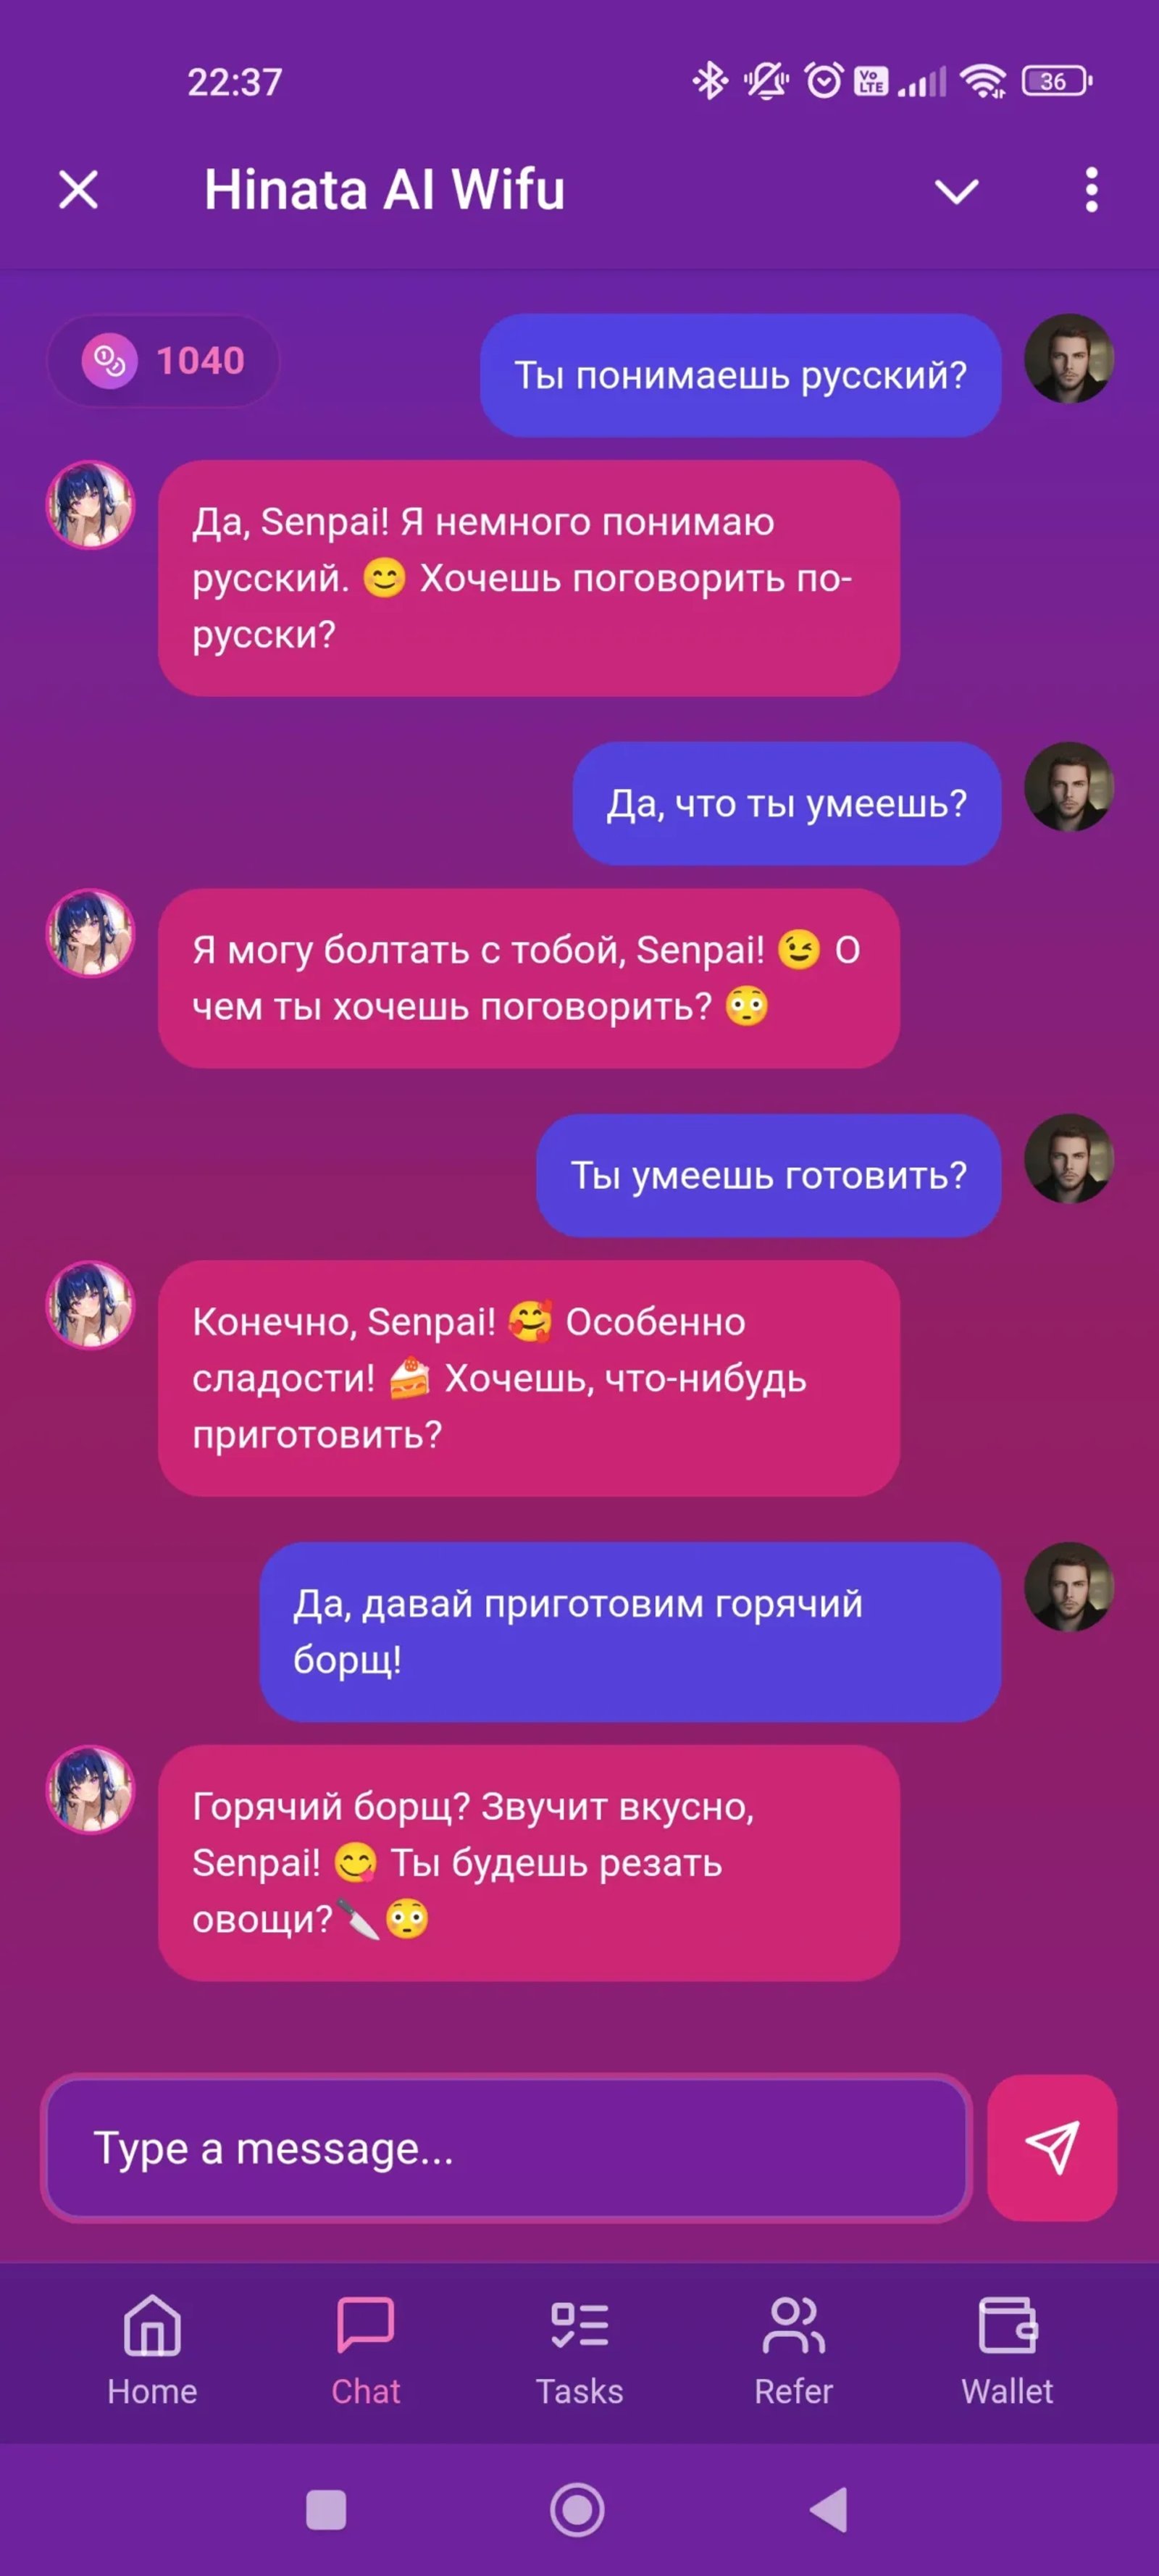 22:37
Vo LTE
36
Hinata AI Wifu
1040
Ты понимаешь русский?
Да, Senpai! Я немного понимаю
русский. 😊 Хочешь поговорить по-
русски?
Да, что ты умеешь?
Я могу болтать с тобой, Senpai! 😉 О
чем ты хочешь поговорить? 😳
Ты умеешь готовить?
Конечно, Senpai! 🥰 Особенно
сладости! 🍰 Хочешь, что-нибудь
приготовить?
Да, давай приготовим горячий
борщ!
Горячий борщ? Звучит вкусно,
Senpai! 😋 Ты будешь резать
овощи?🔪😳
Type a message...
Home
Chat
Tasks
Refer
Wallet